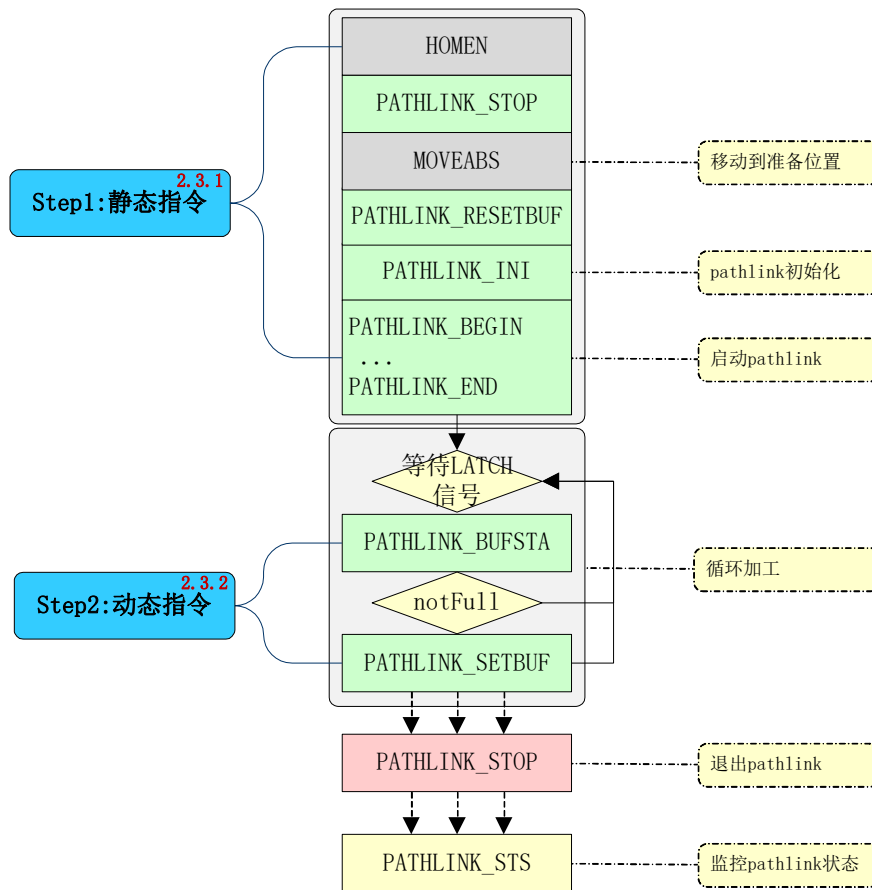 HOMEN
PATHLINK_STOP
MOVEABS
移动到准备位置
2.3.1
Step1:静态指令
PATHLINK_RESETBUF
PATHLINK_INI
pathlink初始化
PATHLINK_BEGIN
...
PATHLINK_END
启动pathlink
等待LATCH
信号
PATHLINK_BUFSTA
循环加工
2.3.2
Step2:动态指令
notFull
PATHLINK_SETBUF
PATHLINK_STOP
退出pathlink
PATHLINK_STS
监控pathlink状态